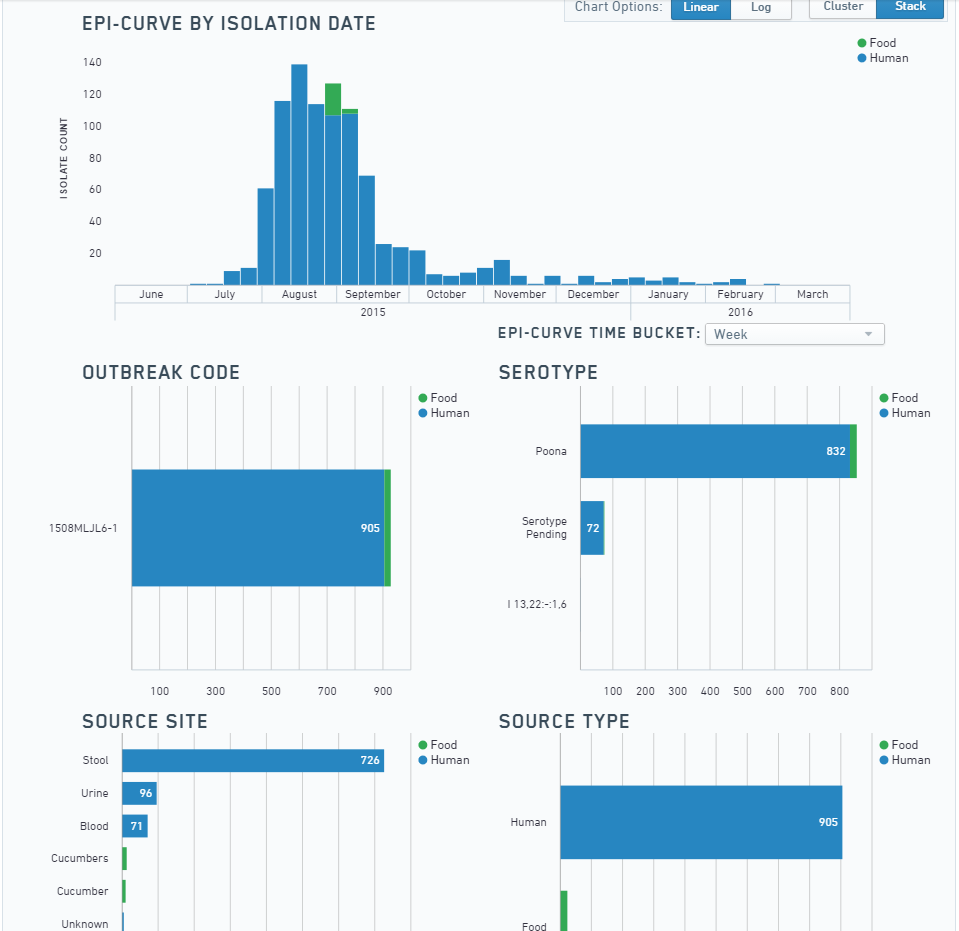 Chart Options: Linear Log Cluster Stack
EPI-CURVE BY ISOLATION DATE
Food
Human
140
120
100
80
60
40
20
ISOLATE COUNT
June July August September October November December January February March
2015 2016
EPI-CURVE TIME BUCKET: Week
OUTBREAK CODE
Food
Human
1508MLJL6-1
905
100 300 500 700 900
SEROTYPE
Food
Human
Poona
832
Serotype
Pending
72
I 13,22:-:1,6
100 200 300 400 500 600 700 800
SOURCE SITE
Food
Human
Stool
726
Urine
96
Blood
71
Cucumbers
Cucumber
Unknown
SOURCE TYPE
Food
Human
Human
905
Food